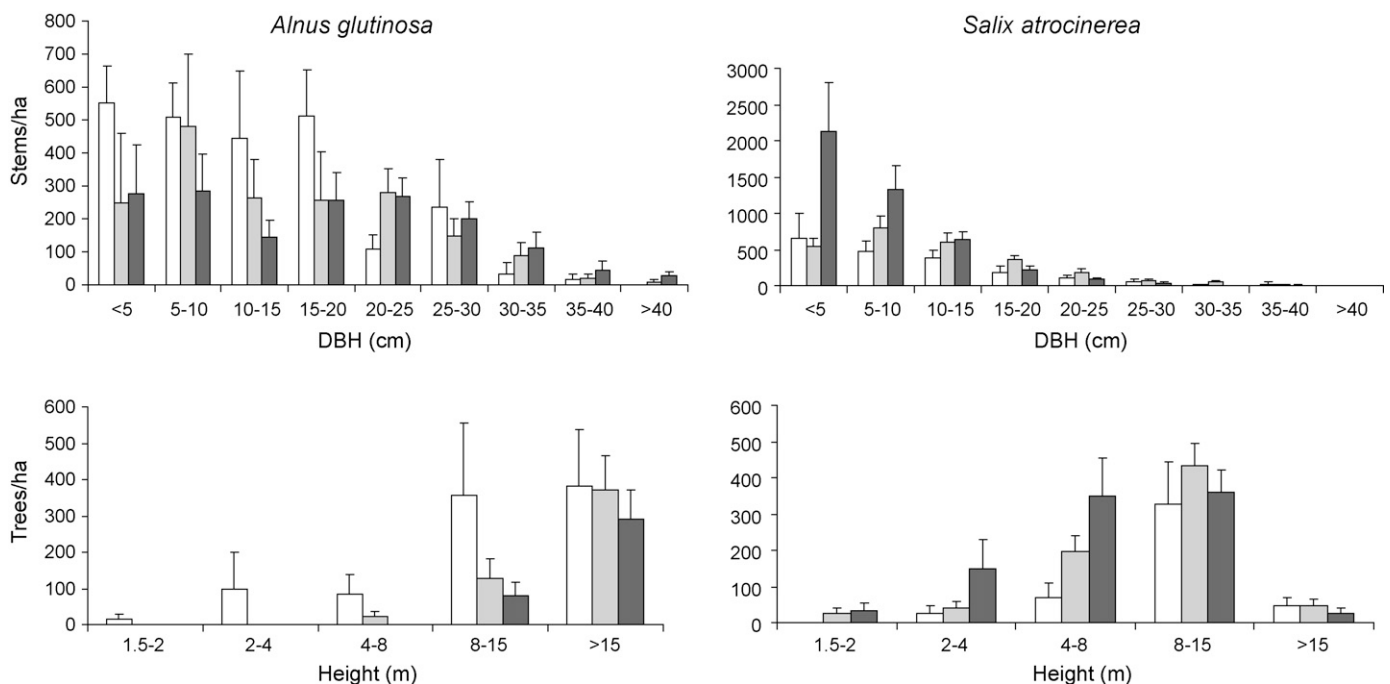 Alnus glutinosa
Stems/ha
800
700
600
500
400
300
200
100
0
<5 5-10 10-15 15-20 20-25 25-30 30-35 35-40 >40
DBH (cm)
Salix atrocinerea
3000
2500
2000
1500
1000
500
0
<5 5-10 10-15 15-20 20-25 25-30 30-35 35-40 >40
DBH (cm)
Trees/ha
600
500
400
300
200
100
0
1.5-2 2-4 4-8 8-15 >15
Height (m)
600
500
400
300
200
100
0
1.5-2 2-4 4-8 8-15 >15
Height (m)